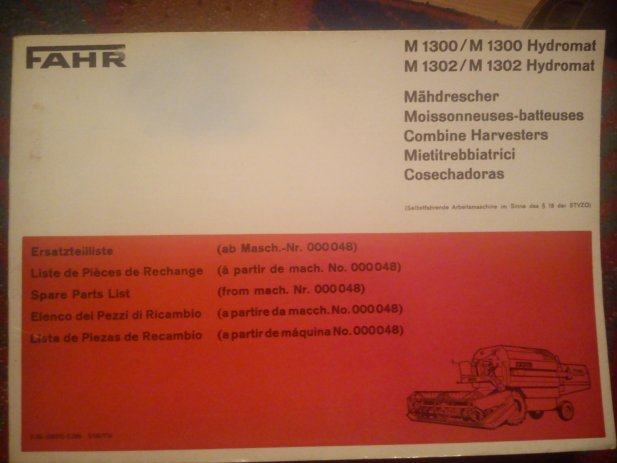 FAHR
M 1300/M 1300 Hydromat
M 1302/M 1302 Hydromat
Mähdrescher
Moissonneuses-batteuses
Combine Harvesters
Mietitrebbiatrici
Cosechadoras
(Selbstfahrende Arbeitsmaschine im Sinne des § 18 der STVZO)
Ersatzteilliste (ab Masch.-Nr. 000048)
Liste de Pièces de Rechange (à partir de mach. No. 000048)
Spare Parts List (from mach. Nr. 000048)
Elenco dei Pezzi di Ricambio (a partire da macch. No. 000048)
Lista de Piezas de Recambio (a partir de máquina No. 000048)